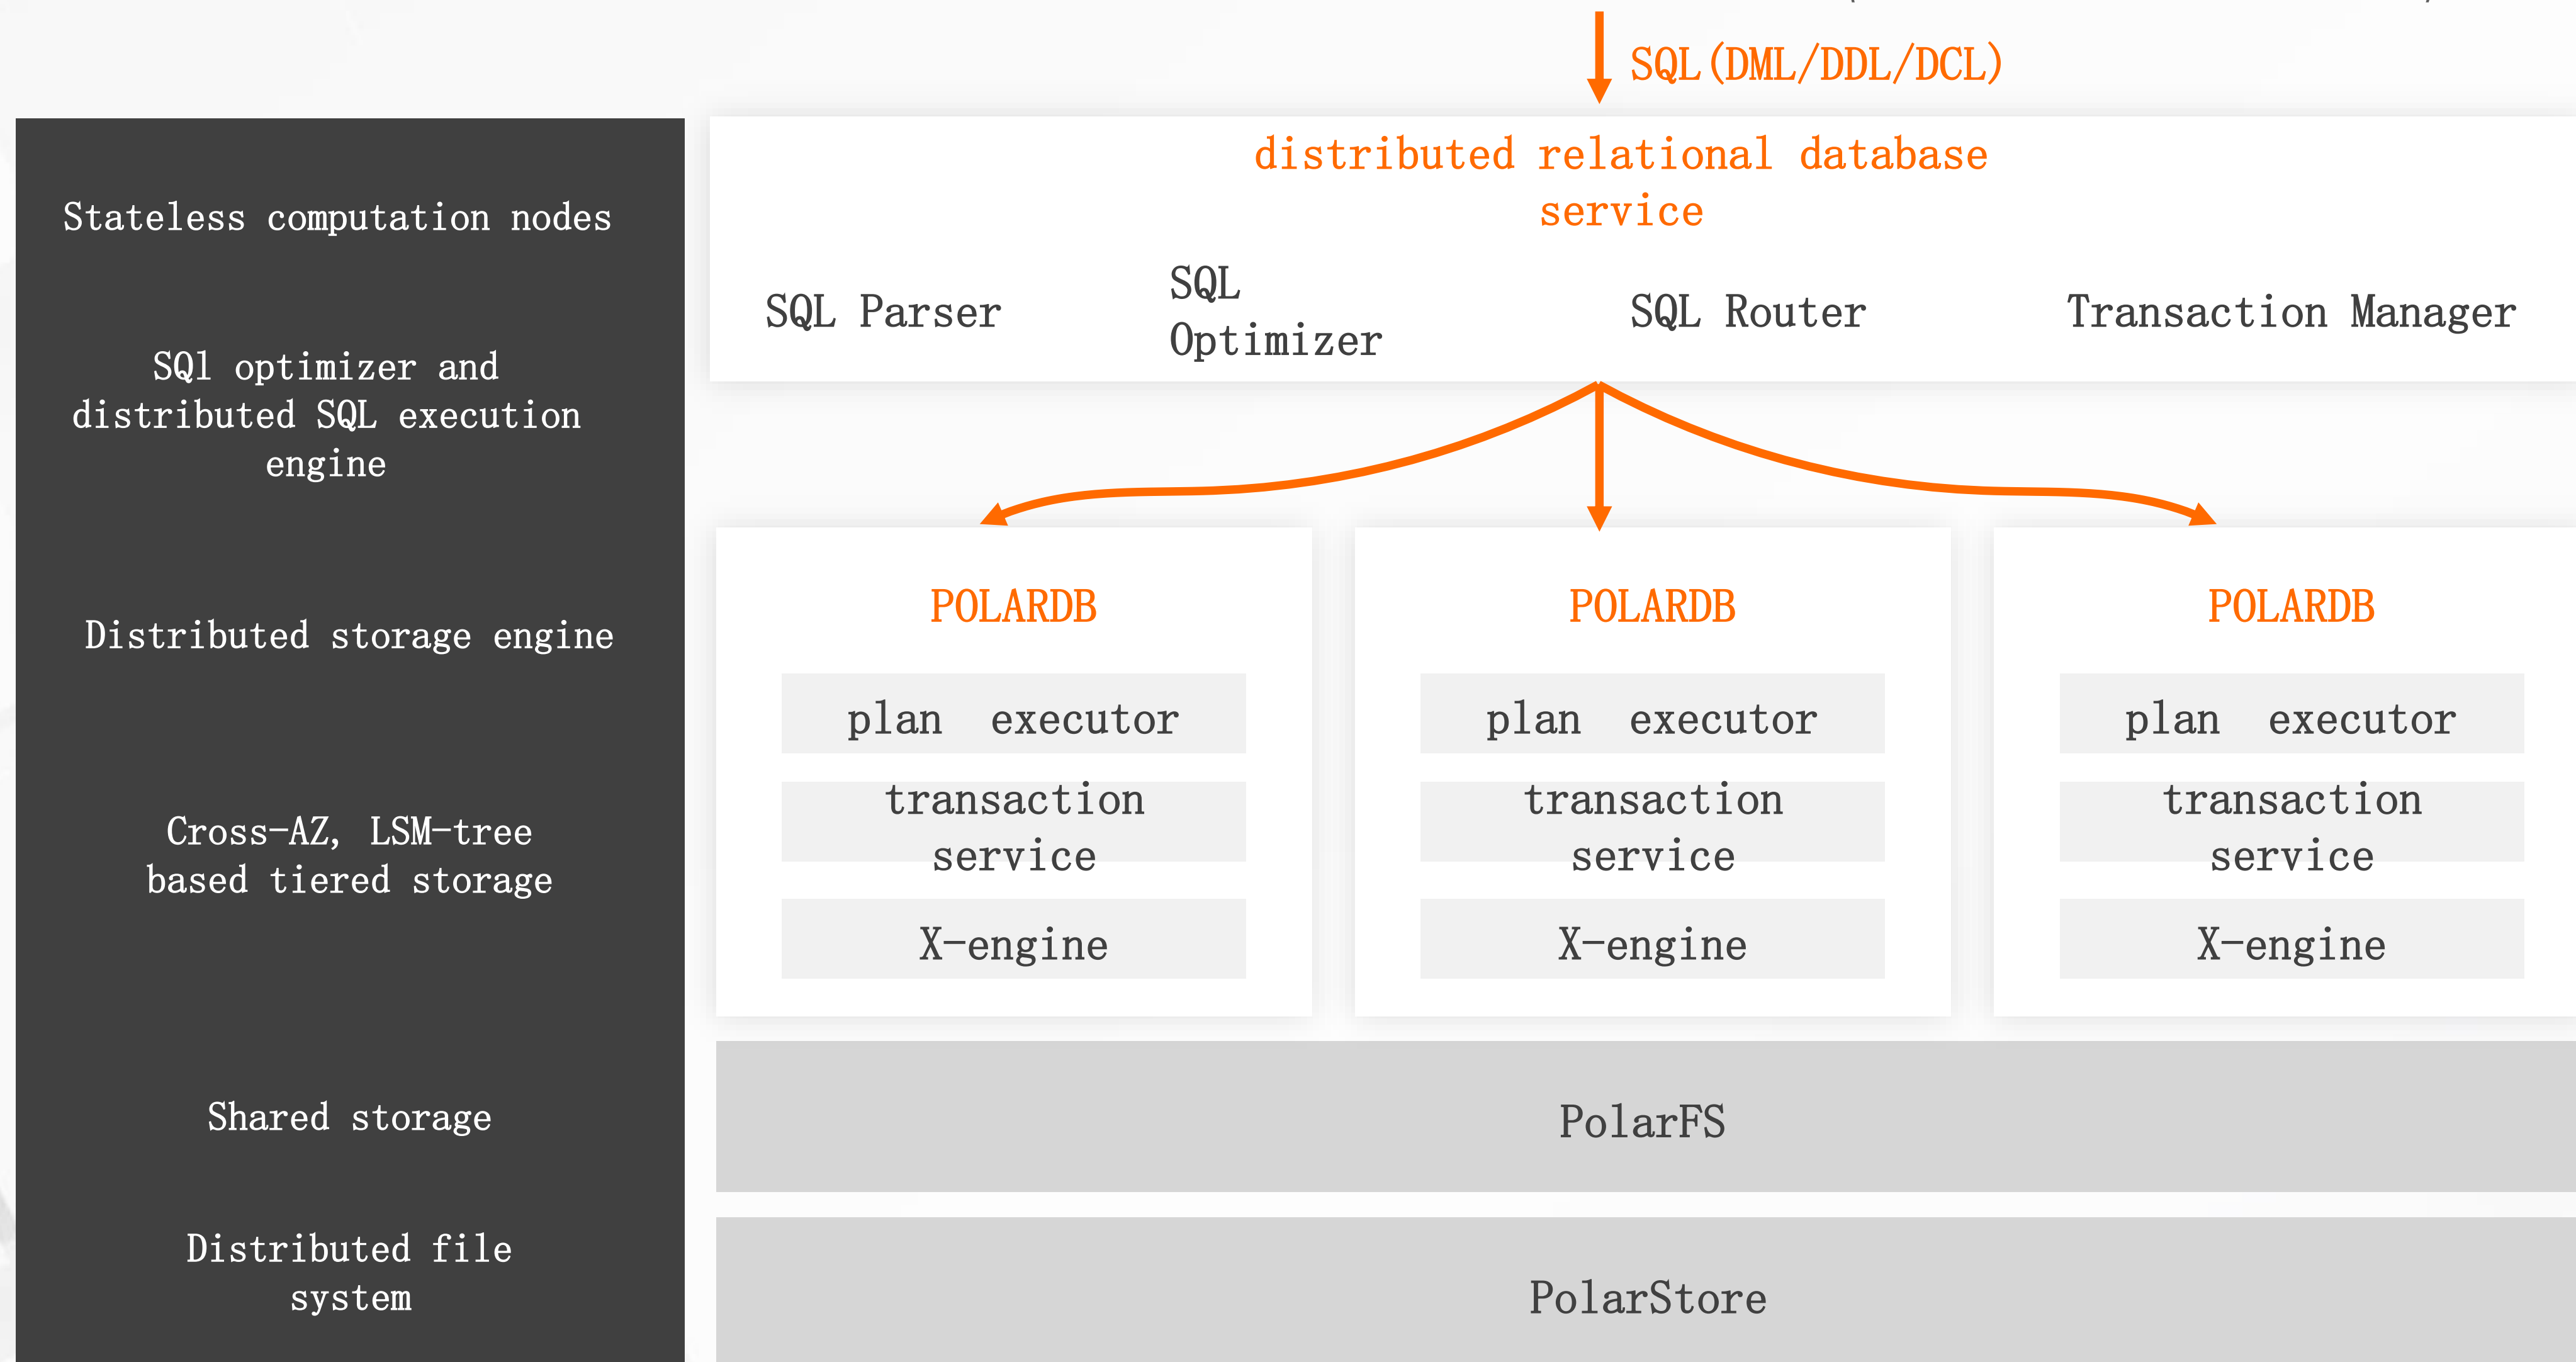 SQL(DML/DDL/DCL)
distributed relational database
service
Stateless computation nodes
SQL Parser
SQL
Optimizer
SQL Router
Transaction Manager
SQl optimizer and
distributed SQL execution
engine
Distributed storage engine
Cross-AZ, LSM-tree
based tiered storage
Shared storage
Distributed file
system
POLARDB
plan executor
transaction
service
X-engine
POLARDB
plan executor
transaction
service
X-engine
POLARDB
plan executor
transaction
service
X-engine
PolarFS
PolarStore